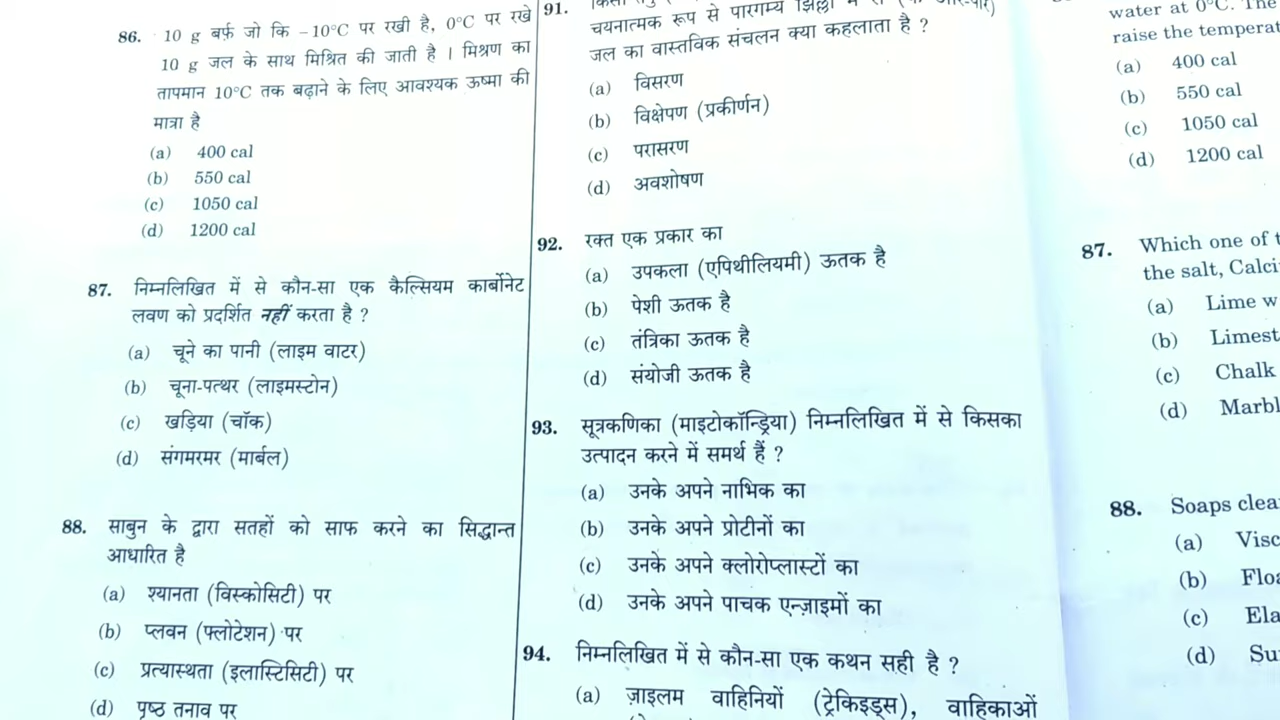 86. 10 g बर्फ़ जो कि −10°C पर रखी है, 0°C पर रखे
10 g जल के साथ मिश्रित की जाती है । मिश्रण का
तापमान 10°C तक बढ़ाने के लिए आवश्यक ऊष्मा की
मात्रा है
(a) 400 cal
(b) 550 cal
(c) 1050 cal
(d) 1200 cal
87. निम्नलिखित में से कौन-सा एक कैल्सियम कार्बोनेट
लवण को प्रदर्शित नहीं करता है ?
(a) चूने का पानी (लाइम वाटर)
(b) चूना-पत्थर (लाइमस्टोन)
(c) खड़िया (चॉक)
(d) संगमरमर (मार्बल)
88. साबुन के द्वारा सतहों को साफ करने का सिद्धान्त
आधारित है
(a) श्यानता (विस्कोसिटी) पर
(b) प्लवन (फ्लोटेशन) पर
(c) प्रत्यास्थता (इलास्टिसिटी) पर
(d) पृष्ठ तनाव पर
91.
चयनात्मक रूप से पारगम्य झिल्ली
जल का वास्तविक संचलन क्या कहलाता है ?
(a) विसरण
(b) विक्षेपण (प्रकीर्णन)
(c) परासरण
(d) अवशोषण
92. रक्त एक प्रकार का
(a) उपकला (एपिथीलियमी) ऊतक है
(b) पेशी ऊतक है
(c) तंत्रिका ऊतक है
(d) संयोजी ऊतक है
93. सूत्रकणिका (माइटोकॉन्ड्रिया) निम्नलिखित में से किसका
उत्पादन करने में समर्थ हैं ?
(a) उनके अपने नाभिक का
(b) उनके अपने प्रोटीनों का
(c) उनके अपने क्लोरोप्लास्टों का
(d) उनके अपने पाचक एन्ज़ाइमों का
94. निम्नलिखित में से कौन-सा एक कथन सही है ?
(a) ज़ाइलम वाहिनियों (ट्रेकिइड्स), वाहिकाओं
water at 0°C. The
raise the temperat
(a) 400 cal
(b) 550 cal
(c) 1050 cal
(d) 1200 cal
87. Which one of t
the salt, Calci
(a) Lime w
(b) Limest
(c) Chalk
(d) Marbl
88. Soaps clea
(a) Visc
(b) Floa
(c) Ela
(d) Su